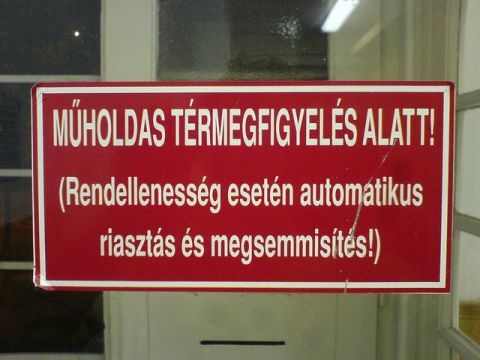 MŰHOLDAS TÉRMEGFIGYELÉS ALATT!
(Rendellenesség esetén automatikus
riasztás és megsemmisítés!)